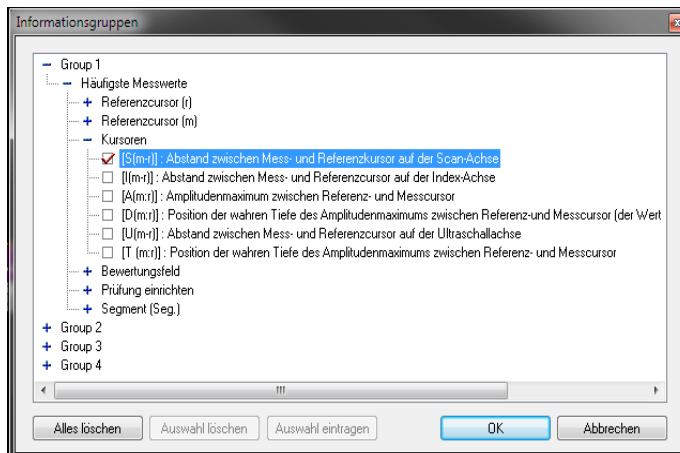 Informationsgruppen
Group 1
Häufigste Messwerte
Referenzcursor (r)
Referenzcursor (m)
Kursoren
[S(m-r)] : Abstand zwischen Mess- und Referenzkursor auf der Scan-Achse
[I(m-r)] : Abstand zwischen Mess- und Referenzcursor auf der Index-Achse
[A(m:r)] : Amplitudenmaximum zwischen Referenz- und Messcursor
[D(m:r)] : Position der wahren Tiefe des Amplitudenmaximums zwischen Referenz-und Messcursor (der Wert
[U(m-r)] : Abstand zwischen Mess- und Referenzcursor auf der Ultraschallachse
[T (m:r)] : Position der wahren Tiefe des Amplitudenmaximums zwischen Referenz- und Messcursor
Bewertungsfeld
Prüfung einrichten
Segment (Seg.)
Group 2
Group 3
Group 4
Alles löschen
Auswahl löschen
Auswahl eintragen
OK
Abbrechen